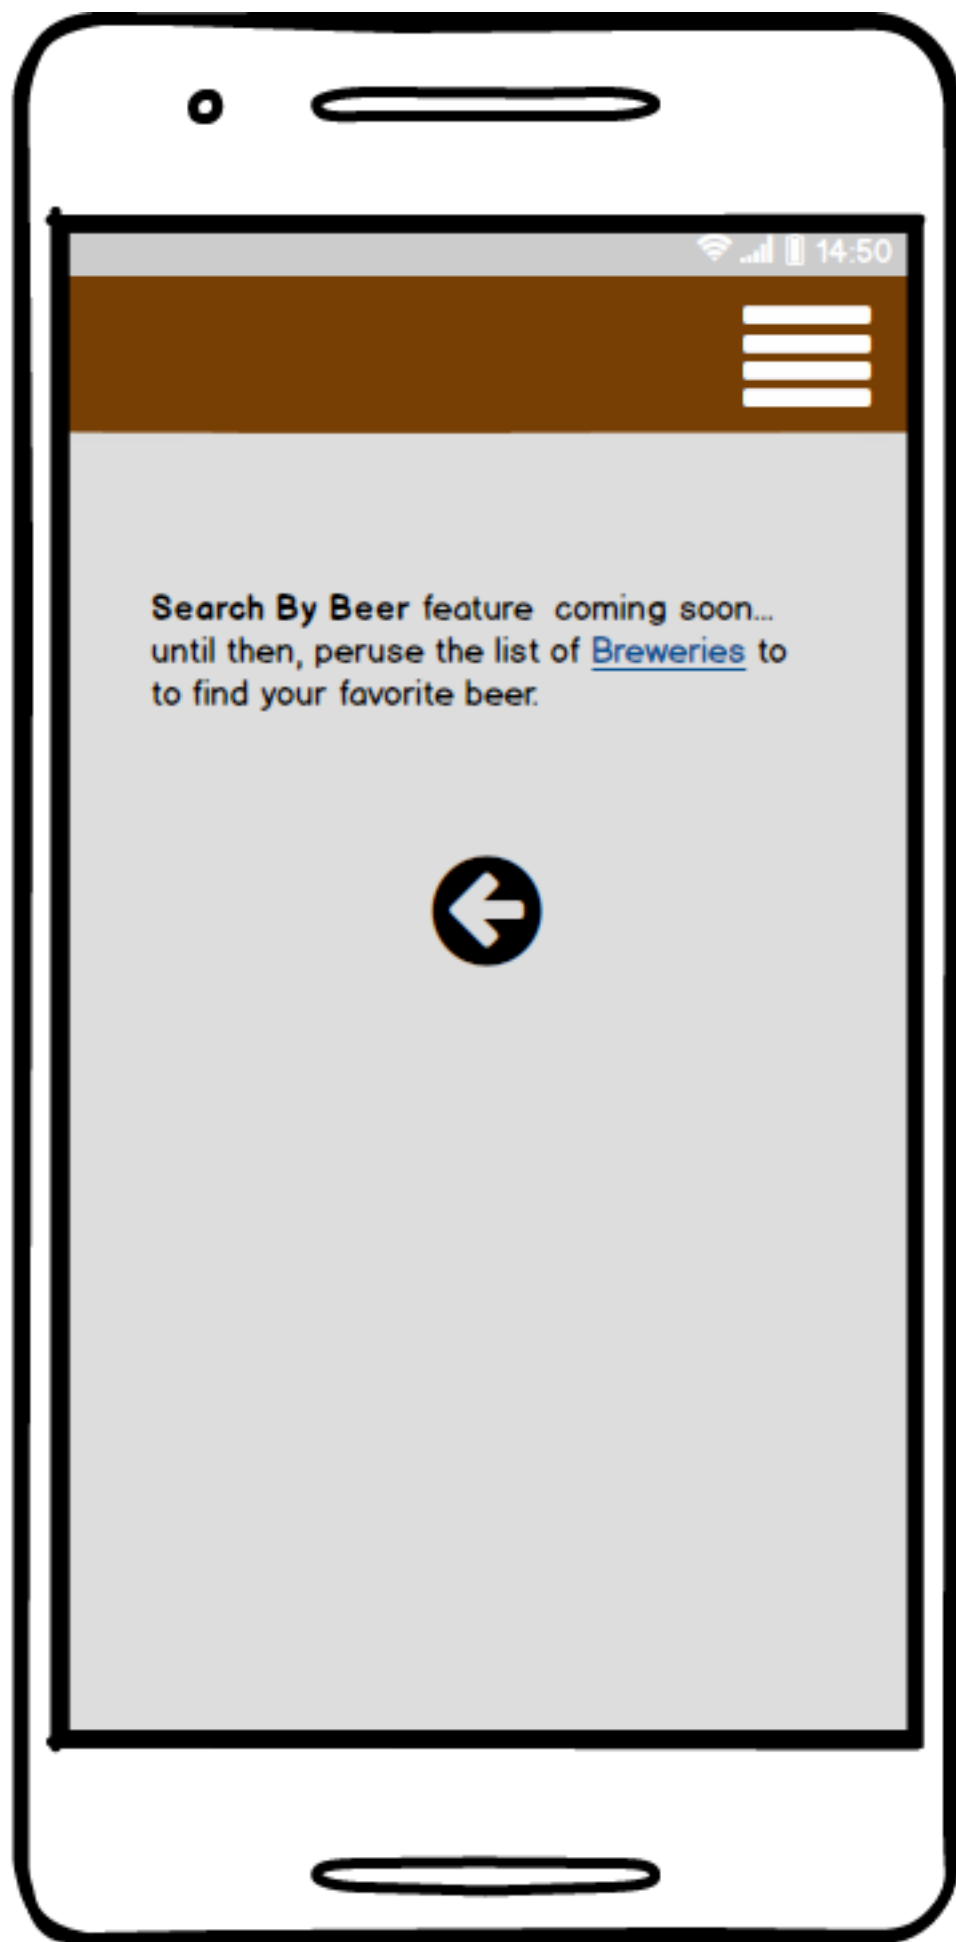 14:50
Search By Beer feature coming soon...
until then, peruse the list of Breweries to
to find your favorite beer.